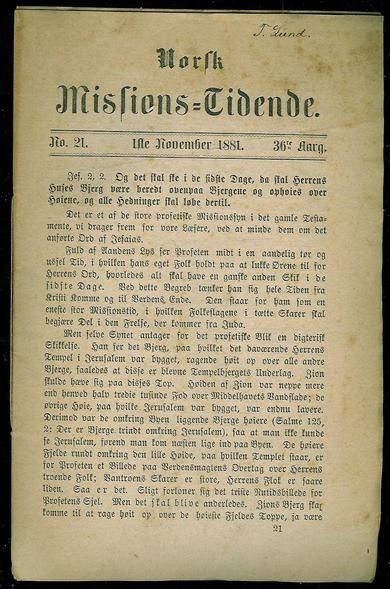 T. Lund.
Norsk
Missions-Tidende.
No. 21. 1ste November 1881. 36te Aarg.
Jes. 2, 2. Og det skal ske i de sidste Dage, da skal Herrens
Huses Bjerg være beredt ovenpaa Bjergene og ophøies over
Høiene, og alle Hedninger skal løbe dertil.
Det er et af de store profetiske Missionssyn i det gamle Testa-
mente, vi drager frem for vore Læsere, ved at minde dem om det
anførte Ord af Jesaias.
Fuld af Aandens Lys ser Profeten midt i en aandelig tør og
ussel Tid, i hvilken hans eget Folk holdt paa at lukke Ørene til for
Herrens Ord, hvorledes alt skal have en ganske anden Skik i de
sidste Dage. Ved dette Begreb tænker han sig hele Tiden fra
Kristi Komme og til Verdens Ende. Den staar for ham som en
eneste stor Missionstid, i hvilken Folkeslagene i tætte Skarer skal
begjære Del i den Frelse, der kommer fra Juda.
Men selve Synet antager for det profetiske Blik en digterisk
Skikkelse. Han ser det Bjerg, paa hvilket det daværende Herrens
Tempel i Jerusalem var bygget, ragende høit op over alle andre
Bjerge, saaledes at disse er blevne Tempelbjergets Underlag. Zion
skulde hæve sig paa disses Top. Høiden af Zion var neppe mere
end henved halv tredie tusinde Fod over Middelhavets Vandflade; de
øvrige Høie, paa hvilke Jerusalem var bygget, var endnu lavere.
Derimod var de omkring Byen liggende Bjerge høiere (Salme 125,
2: Der er Bjerge trindt omkring Jerusalem), saa at man ikke kunde
se Jerusalem, førend man kom næsten lige ind paa Byen. De høiere
Fjelde rundt omkring den lille Høide, paa hvilken Templet staar, er
for Profeten et Billede paa Verdensmagtens Overtag over Herrens
troende Folk; Vantroens Skarer er store, Herrens Flok er saare
liden. Saa er det. Sligt fortoner sig det triste Nutidsbillede for
Profetens Sjel. Men det skal blive anderledes. Zions Bjerg skal
komme til at rage høit op over de høieste Fjeldes Toppe, ja være
21